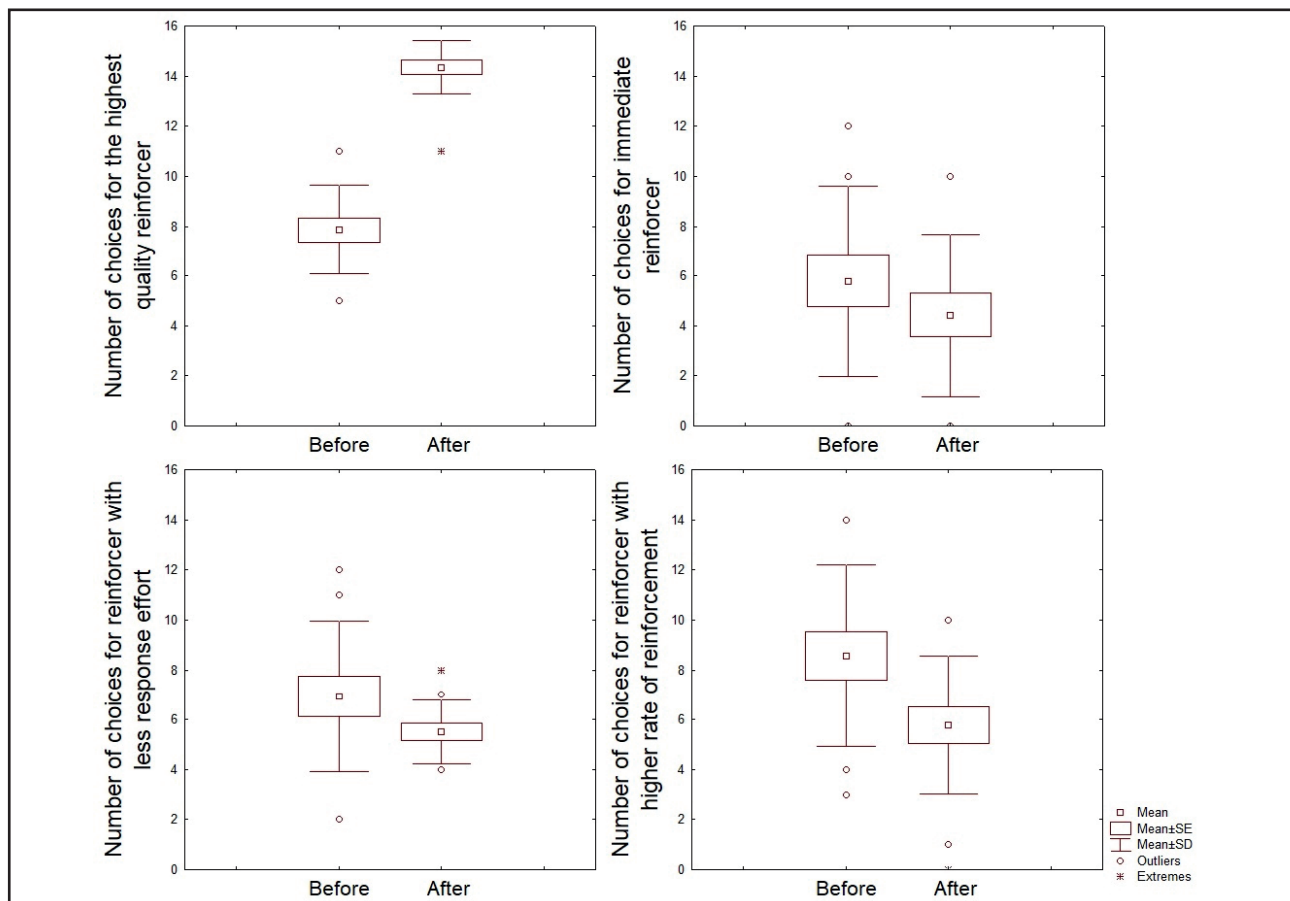 Number of choices for the highest
quality reinforcer
16
14
12
10
8
6
4
2
0
Before After
Number of choices for immediate
reinforcer
16
14
12
10
8
6
4
2
0
Before After
Number of choices for reinforcer with
less response effort
16
14
12
10
8
6
4
2
0
Before After
Number of choices for reinforcer with
higher rate of reinforcement
16
14
12
10
8
6
4
2
0
Before After
Mean
Mean±SE
Mean±SD
Outliers
Extremes